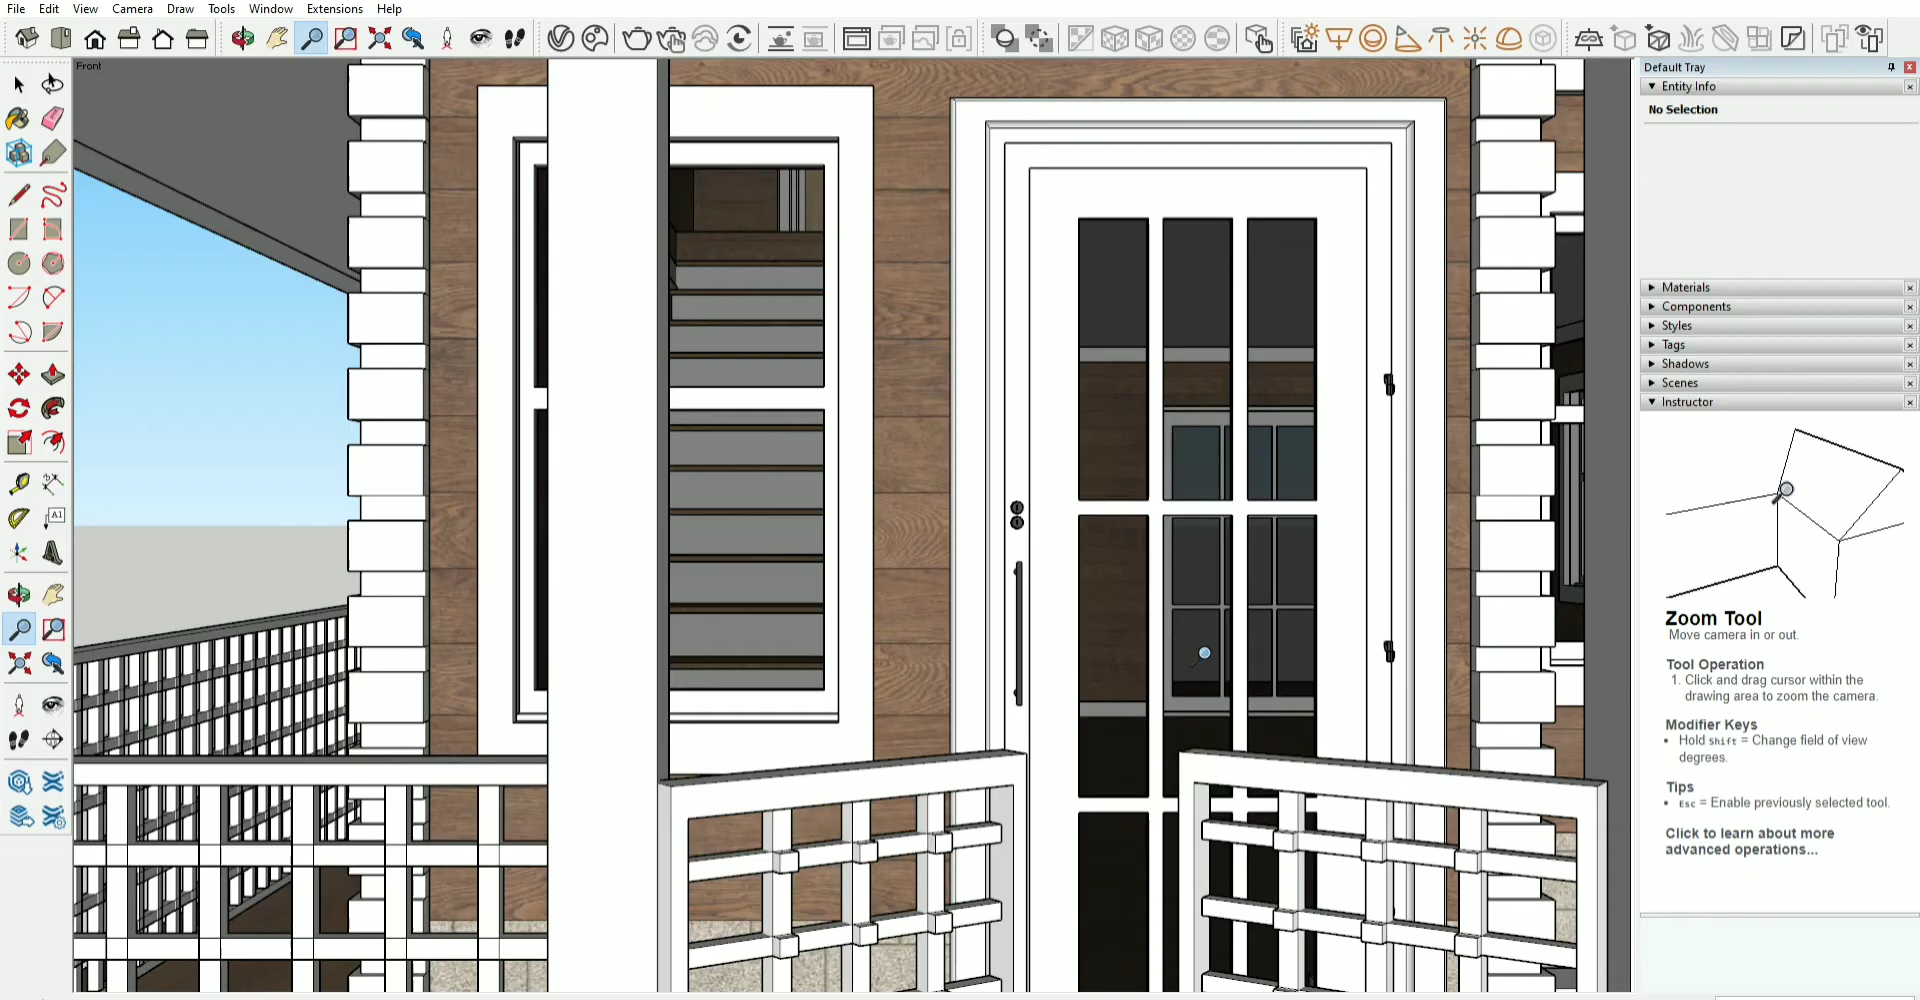 File Edit View Camera Draw Tools Window Extensions Help
Front
Default Tray
Entity Info
No Selection
Materials
Components
Styles
Tags
Shadows
Scenes
Instructor
A1
Zoom Tool
Move camera in or out.
Tool Operation
1. Click and drag cursor within the
drawing area to zoom the camera.
Modifier Keys
• Hold Shift = Change field of view
degrees.
Tips
• Esc = Enable previously selected tool.
Click to learn about more
advanced operations...